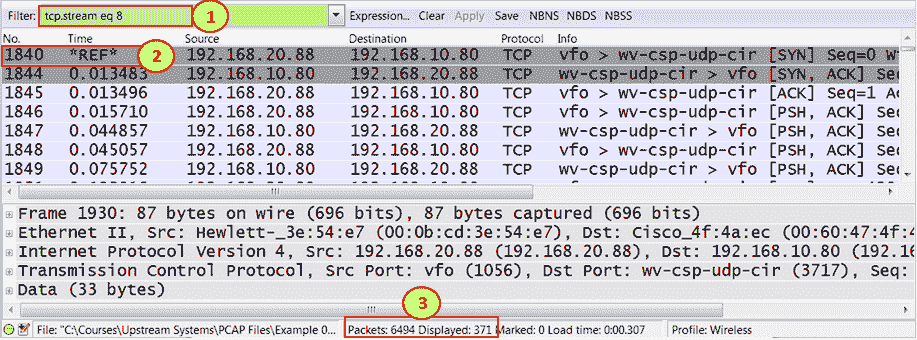 Filter: tcp.stream eq 8 1 Expression... Clear Apply Save NBNS NBDS NBSS
No. Time Source Destination Protocol Info
1840 *REF* 2 192.168.20.88 192.168.10.80 TCP vfo > wv-csp-udp-cir [SYN] Seq=0 W
1844 0.013483 192.168.10.80 192.168.20.88 TCP wv-csp-udp-cir > vfo [SYN, ACK] Se
1845 0.013496 192.168.20.88 192.168.10.80 TCP vfo > wv-csp-udp-cir [ACK] Seq=1 A
1846 0.015710 192.168.20.88 192.168.10.80 TCP vfo > wv-csp-udp-cir [PSH, ACK] Se
1847 0.044857 192.168.10.80 192.168.20.88 TCP wv-csp-udp-cir > vfo [PSH, ACK] Se
1848 0.045057 192.168.20.88 192.168.10.80 TCP vfo > wv-csp-udp-cir [PSH, ACK] Se
1849 0.075752 192.168.10.80 192.168.20.88 TCP wv-csp-udp-cir > vfo [PSH, ACK] Se
Frame 1930: 87 bytes on wire (696 bits), 87 bytes captured (696 bits)
Ethernet II, Src: Hewlett-_3e:54:e7 (00:0b:cd:3e:54:e7), Dst: Cisco_4f:4a:ec (00:60:47:4f:4
Internet Protocol Version 4, Src: 192.168.20.88 (192.168.20.88), Dst: 192.168.10.80 (192.16
Transmission Control Protocol, Src Port: vfo (1056), Dst Port: wv-csp-udp-cir (3717), Seq:
Data (33 bytes)
3
File: "C:\Courses\Upstream Systems\PCAP Files\Example 0... Packets: 6494 Displayed: 371 Marked: 0 Load time: 0:00.307 Profile: Wireless